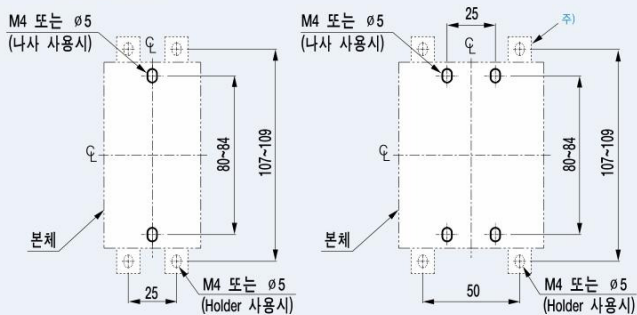 M4 또는 ø5
(나사 사용시)
℄
℄
80~84
107~109
본체
25
M4 또는 ø5
(Holder 사용시)
M4 또는 ø5
(나사 사용시)
25
℄
주)
℄
80~84
107~109
본체
50
M4 또는 ø5
(Holder 사용시)